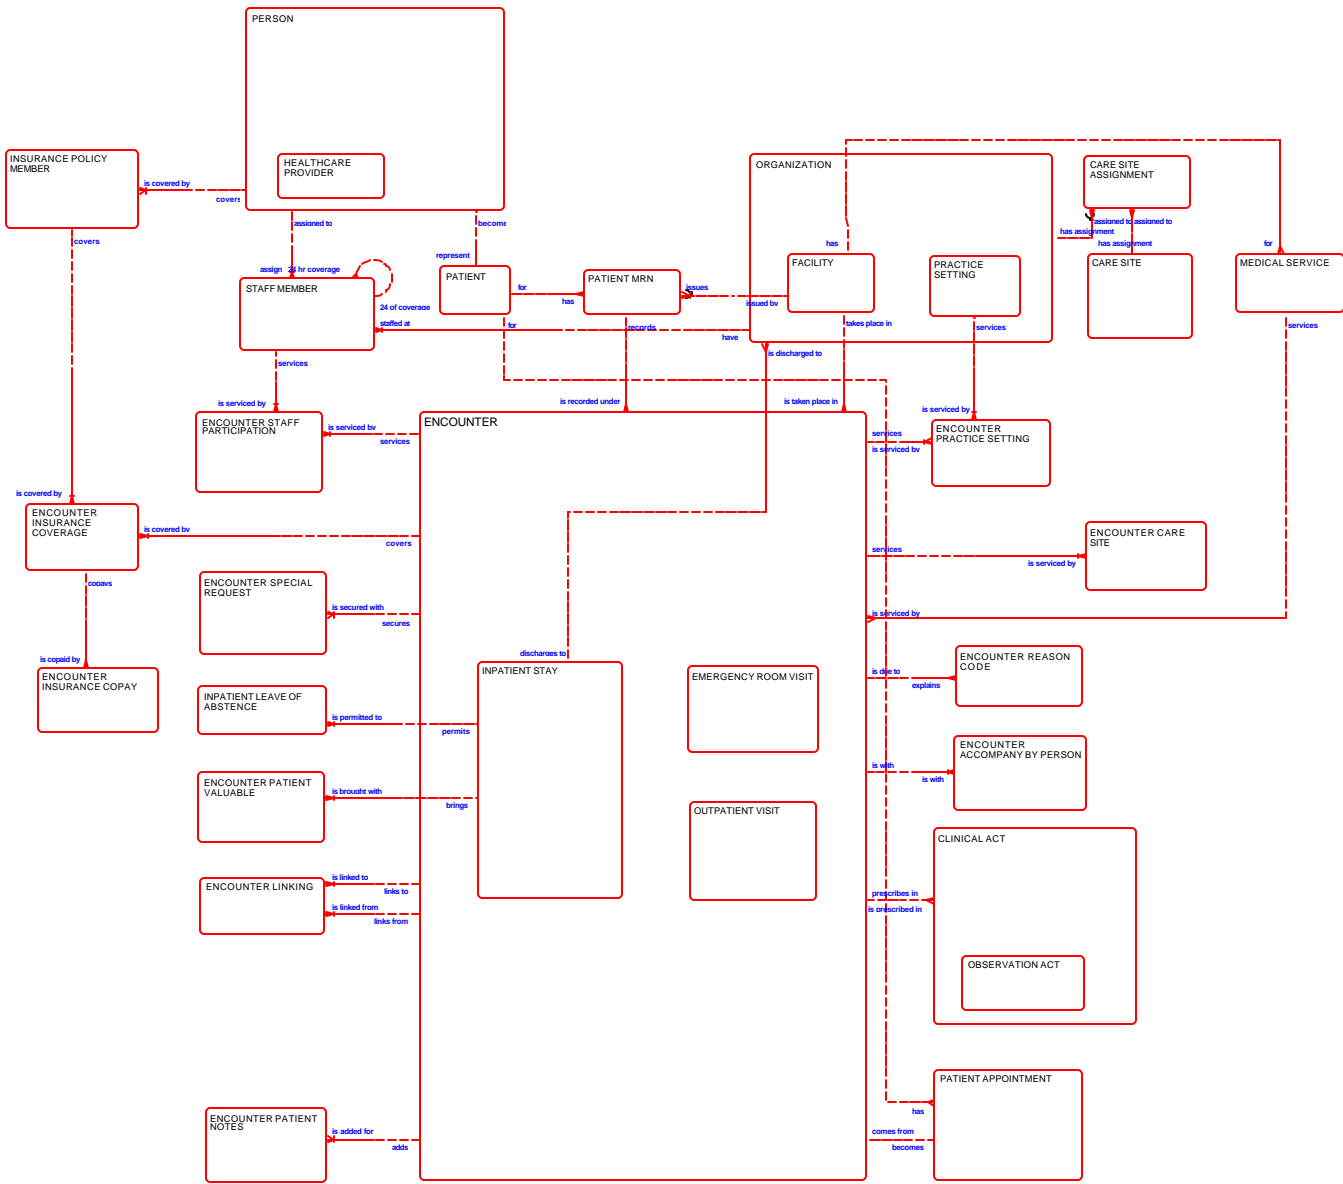 PERSON
HEALTHCARE
PROVIDER
INSURANCE POLICY
MEMBER
is covered by
covers
ORGANIZATION
CARE SITE
ASSIGNMENT
assigned to
become
assigned to assigned to
has assignment
has assignment
has
for
represent
assign
24 hr coverage
STAFF MEMBER
PATIENT
PATIENT MRN
FACILITY
PRACTICE
SETTING
CARE SITE
MEDICAL SERVICE
covers
for
has
issues
issued by
24 of coverage
staffed at
for
records
have
takes place in
services
services
is discharged to
services
is serviced by
is recorded under
is taken place in
is serviced by
ENCOUNTER STAFF
PARTICIPATION
is serviced by
services
ENCOUNTER
services
is serviced by
ENCOUNTER
PRACTICE SETTING
is covered by
ENCOUNTER
INSURANCE
COVERAGE
is covered by
covers
services
is serviced by
ENCOUNTER CARE
SITE
copays
ENCOUNTER SPECIAL
REQUEST
is secured with
secures
is serviced by
is copaid by
ENCOUNTER
INSURANCE COPAY
discharges to
INPATIENT STAY
EMERGENCY ROOM VISIT
is due to
explains
ENCOUNTER REASON
CODE
INPATIENT LEAVE OF
ABSTENCE
is permitted to
permits
is with
is with
ENCOUNTER
ACCOMPANY BY PERSON
ENCOUNTER PATIENT
VALUABLE
is brought with
brings
OUTPATIENT VISIT
CLINICAL ACT
ENCOUNTER LINKING
is linked to
links to
is linked from
links from
prescribes in
is prescribed in
OBSERVATION ACT
PATIENT APPOINTMENT
has
comes from
becomes
ENCOUNTER PATIENT
NOTES
is added for
adds